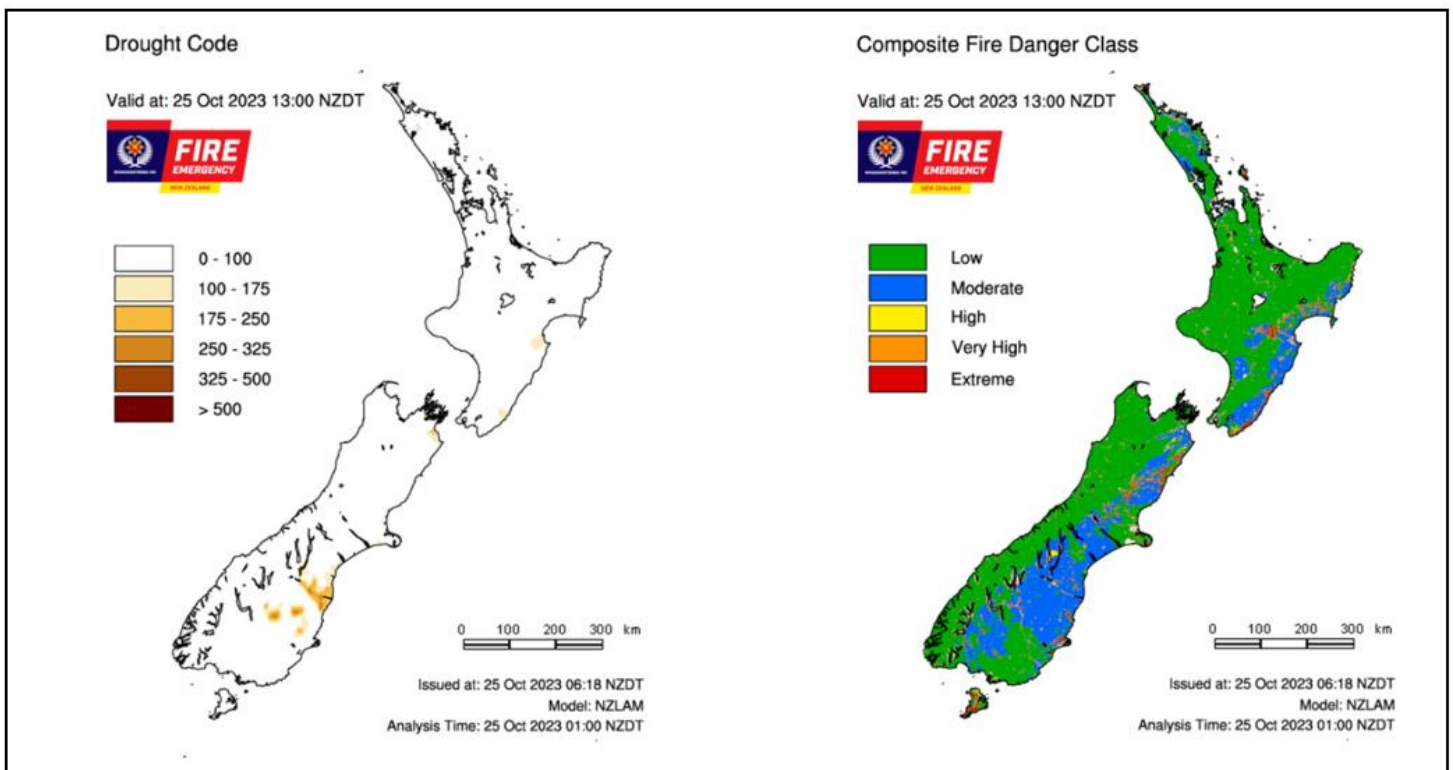 Drought Code
Valid at: 25 Oct 2023 13:00 NZDT
FIRE
EMERGENCY
NEW ZEALAND
0 - 100
100 - 175
175 - 250
250 - 325
325 - 500
> 500
0 100 200 300 km
Issued at: 25 Oct 2023 06:18 NZDT
Model: NZLAM
Analysis Time: 25 Oct 2023 01:00 NZDT
Composite Fire Danger Class
Valid at: 25 Oct 2023 13:00 NZDT
FIRE
EMERGENCY
NEW ZEALAND
Low
Moderate
High
Very High
Extreme
0 100 200 300 km
Issued at: 25 Oct 2023 06:18 NZDT
Model: NZLAM
Analysis Time: 25 Oct 2023 01:00 NZDT